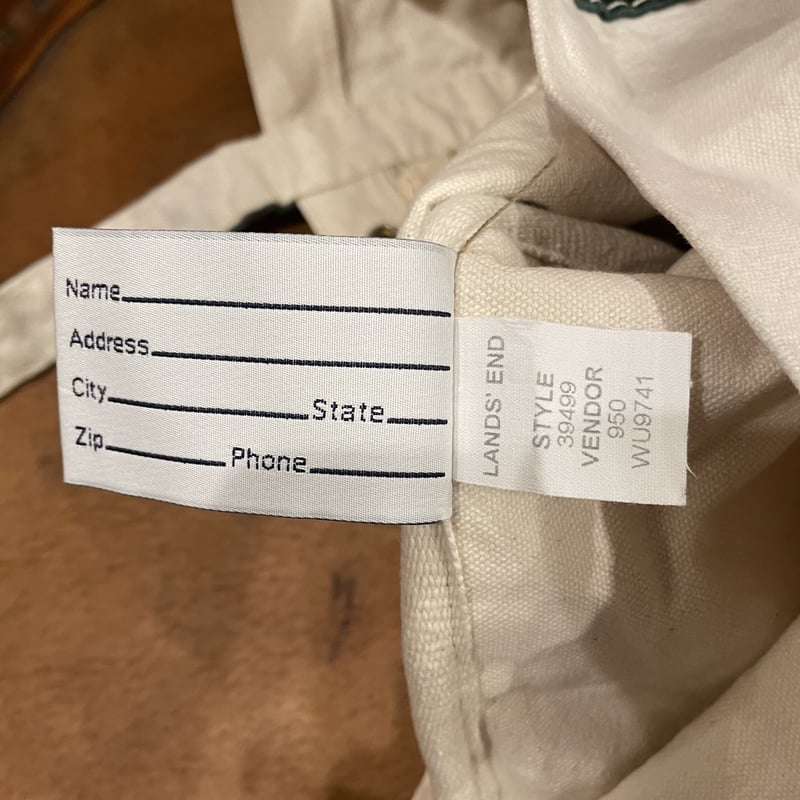 Name
Address
City State
Zip Phone
LANDS' END
STYLE
39499
VENDOR
950
WU9741